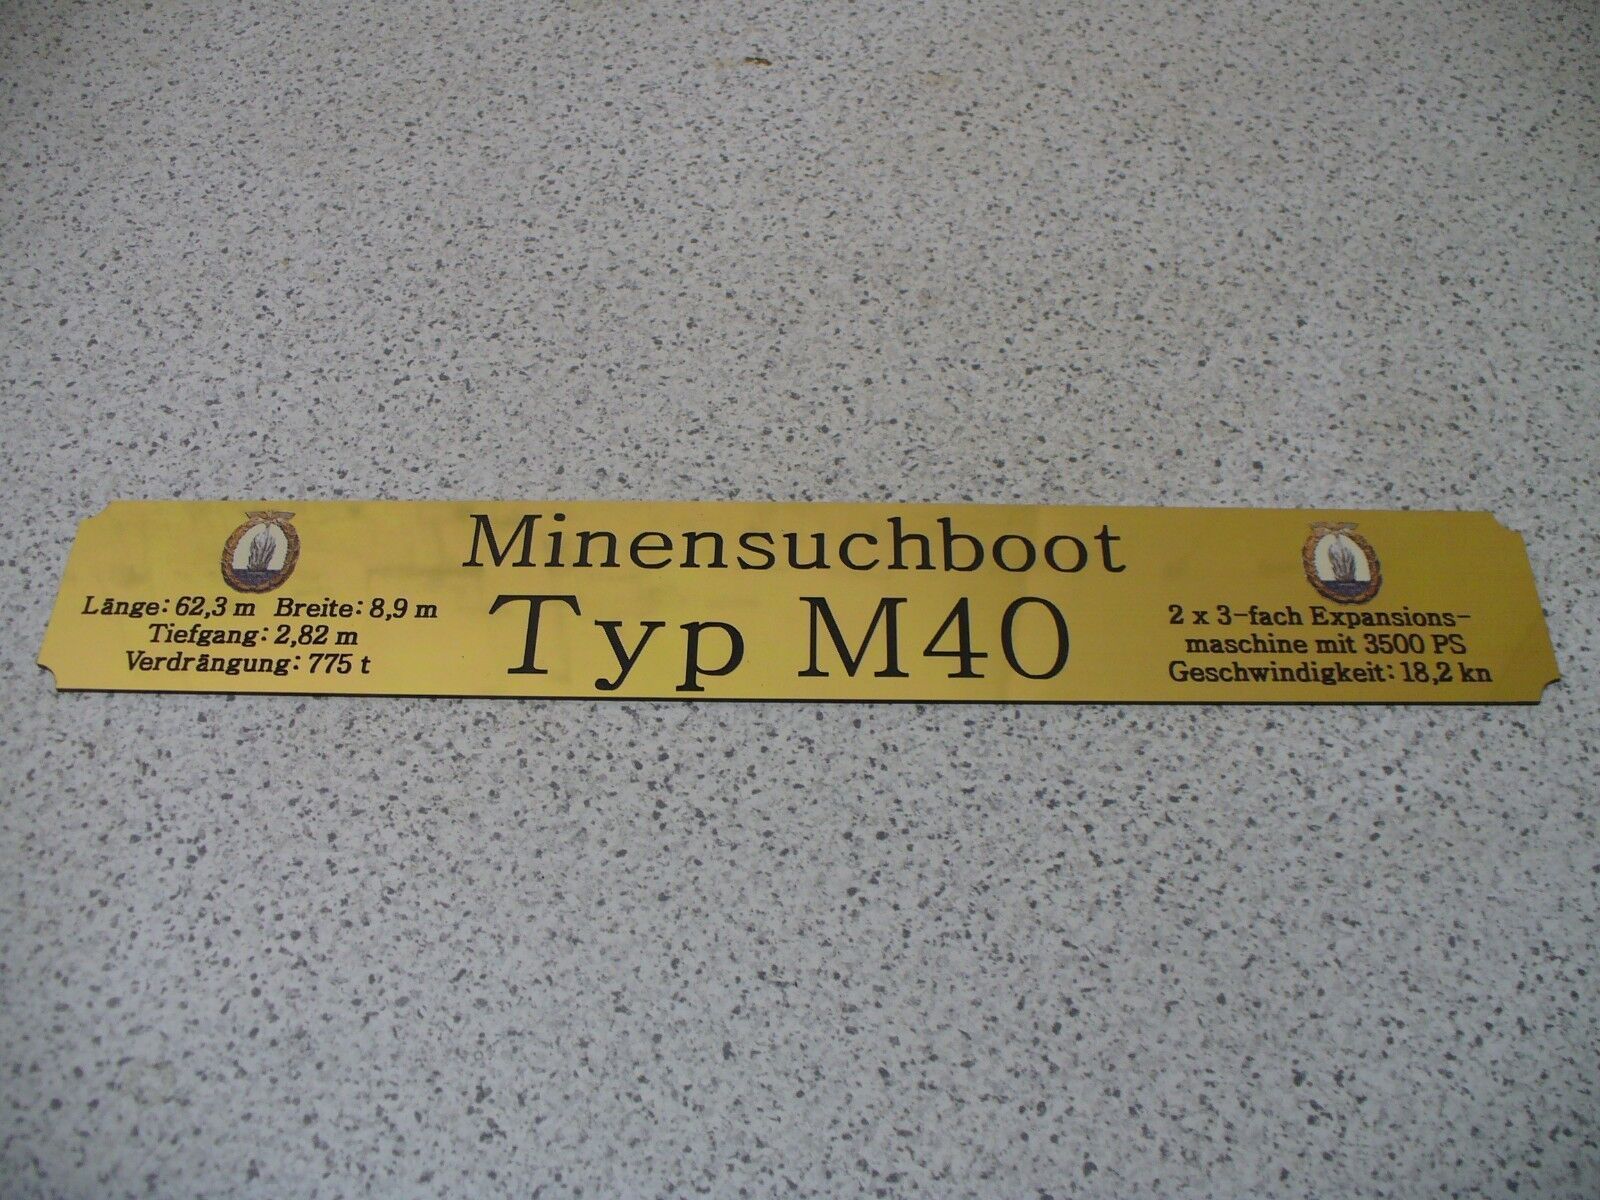 Minensuchboot
Typ M40
Länge: 62,3 m Breite: 8,9 m
Tiefgang: 2,82 m
Verdrängung: 775 t
2 x 3-fach Expansions-
maschine mit 3500 PS
Geschwindigkeit: 18,2 kn